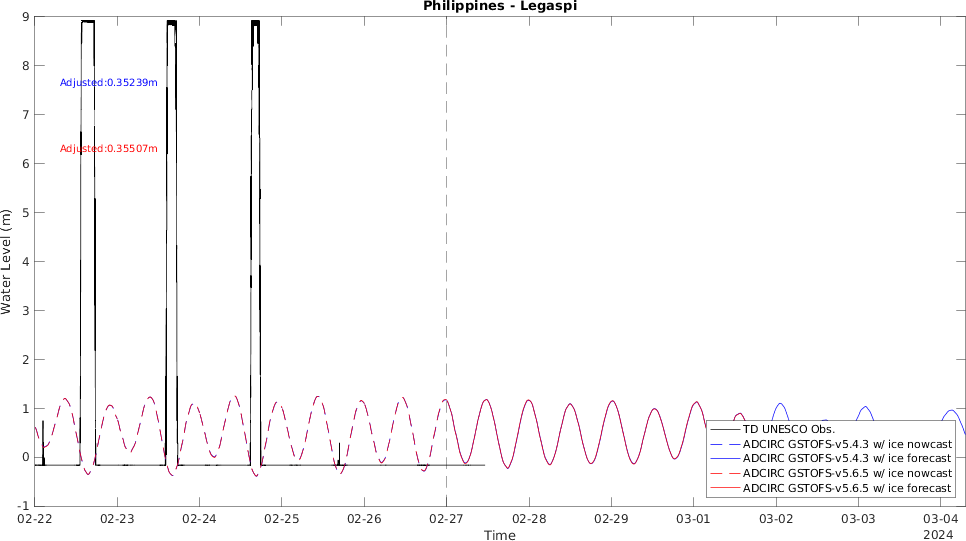 Philippines - Legaspi
9
8
7
6
5
4
3
2
1
0
-1
Water Level (m)
Adjusted:0.35239m
Adjusted:0.35507m
TD UNESCO Obs.
ADCIRC GSTOFS-v5.4.3 w/ ice nowcast
ADCIRC GSTOFS-v5.4.3 w/ ice forecast
ADCIRC GSTOFS-v5.6.5 w/ ice nowcast
ADCIRC GSTOFS-v5.6.5 w/ ice forecast
02-22 02-23 02-24 02-25 02-26 02-27 02-28 02-29 03-01 03-02 03-03 03-04
Time
2024